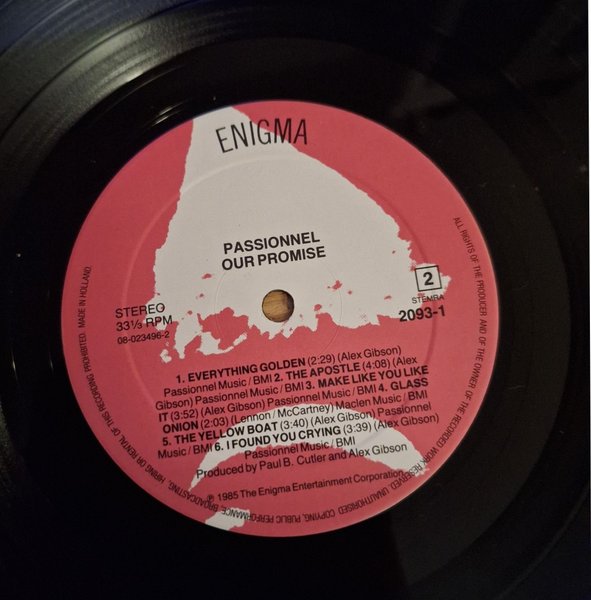 ENIGMA
PASSIONNEL
OUR PROMISE
STEREO
33⅓ RPM
08-023496-2
2
STEMRA
2093-1
1. EVERYTHING GOLDEN (2:29) (Alex Gibson)
Passionnel Music / BMI 2. THE APOSTLE (4:08) (Alex
Gibson) Passionnel Music / BMI 3. MAKE LIKE YOU LIKE
IT (3:52) (Alex Gibson) Passionnel Music / BMI 4. GLASS
ONION (2:03) (Lennon / McCartney) Maclen Music / BMI
5. THE YELLOW BOAT (3:40) (Alex Gibson) Passionnel
Music / BMI 6. I FOUND YOU CRYING (3:39) (Alex Gibson)
Passionnel Music / BMI
Produced by Paul B. Cutler and Alex Gibson
℗ 1985 The Enigma Entertainment Corporation
ALL RIGHTS OF THE PRODUCER AND OF THE OWNER OF THE RECORDED WORK RESERVED. UNAUTHORISED COPYING, PUBLIC PERFORMANCE, BROADCASTING, HIRING OR RENTAL OF THIS RECORDING PROHIBITED. MADE IN HOLLAND